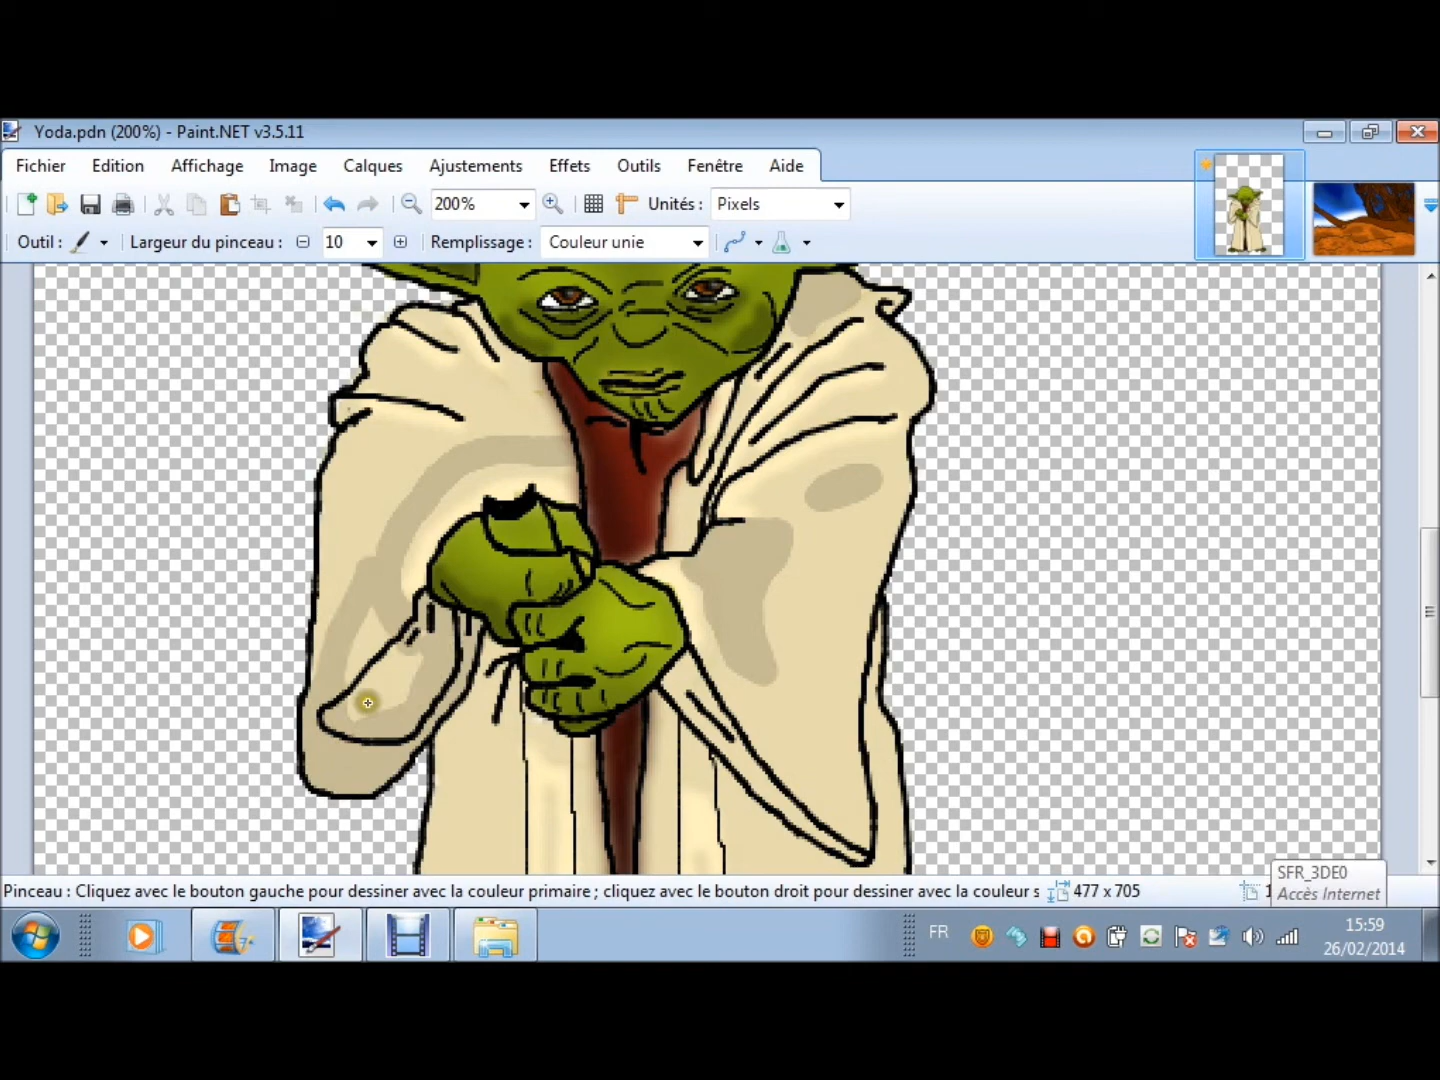 Yoda.pdn (200%) - Paint.NET v3.5.11
Fichier Edition Affichage Image Calques Ajustements Effets Outils Fenêtre Aide
200% Unités : Pixels
Outil : Largeur du pinceau : 10 Remplissage : Couleur unie
Pinceau : Cliquez avec le bouton gauche pour dessiner avec la couleur primaire ; cliquez avec le bouton droit pour dessiner avec la couleur s 477 x 705 1
SFR_3DE0
Accès Internet
FR
15:59
26/02/2014